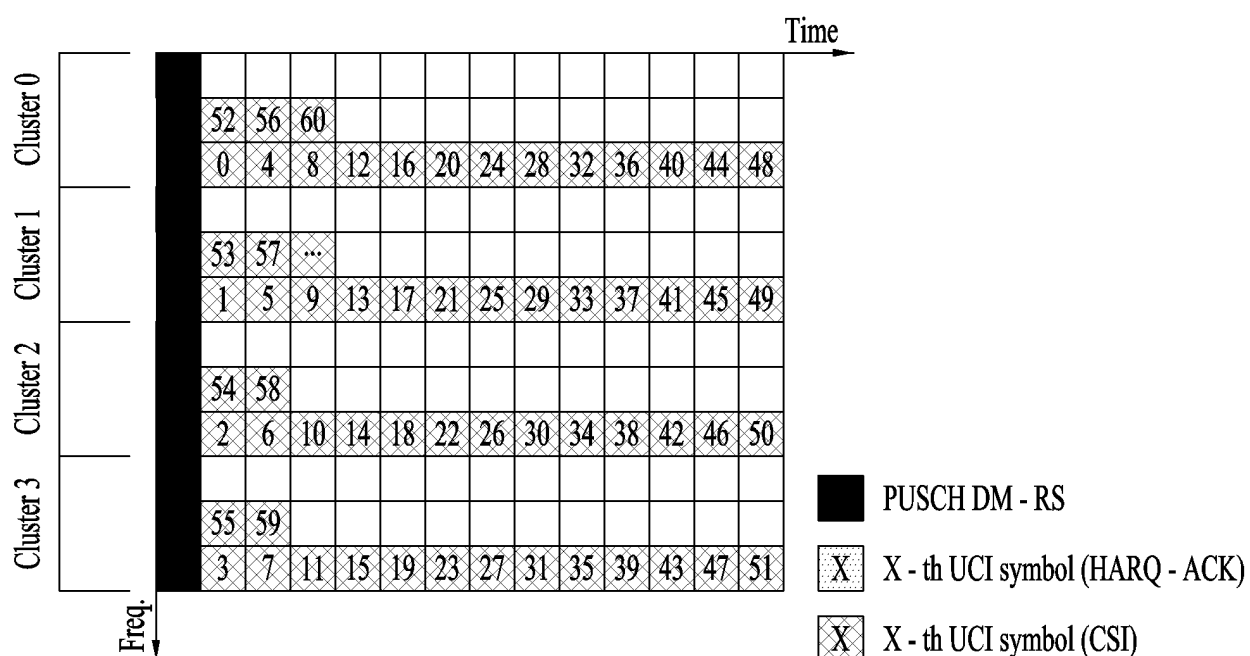 Time
Cluster 0
52 56 60
0 4 8 12 16 20 24 28 32 36 40 44 48
Cluster 1
53 57 ...
1 5 9 13 17 21 25 29 33 37 41 45 49
Cluster 2
54 58
2 6 10 14 18 22 26 30 34 38 42 46 50
Cluster 3
55 59
3 7 11 15 19 23 27 31 35 39 43 47 51
Freq.
PUSCH DM - RS
X X - th UCI symbol (HARQ - ACK)
X X - th UCI symbol (CSI)